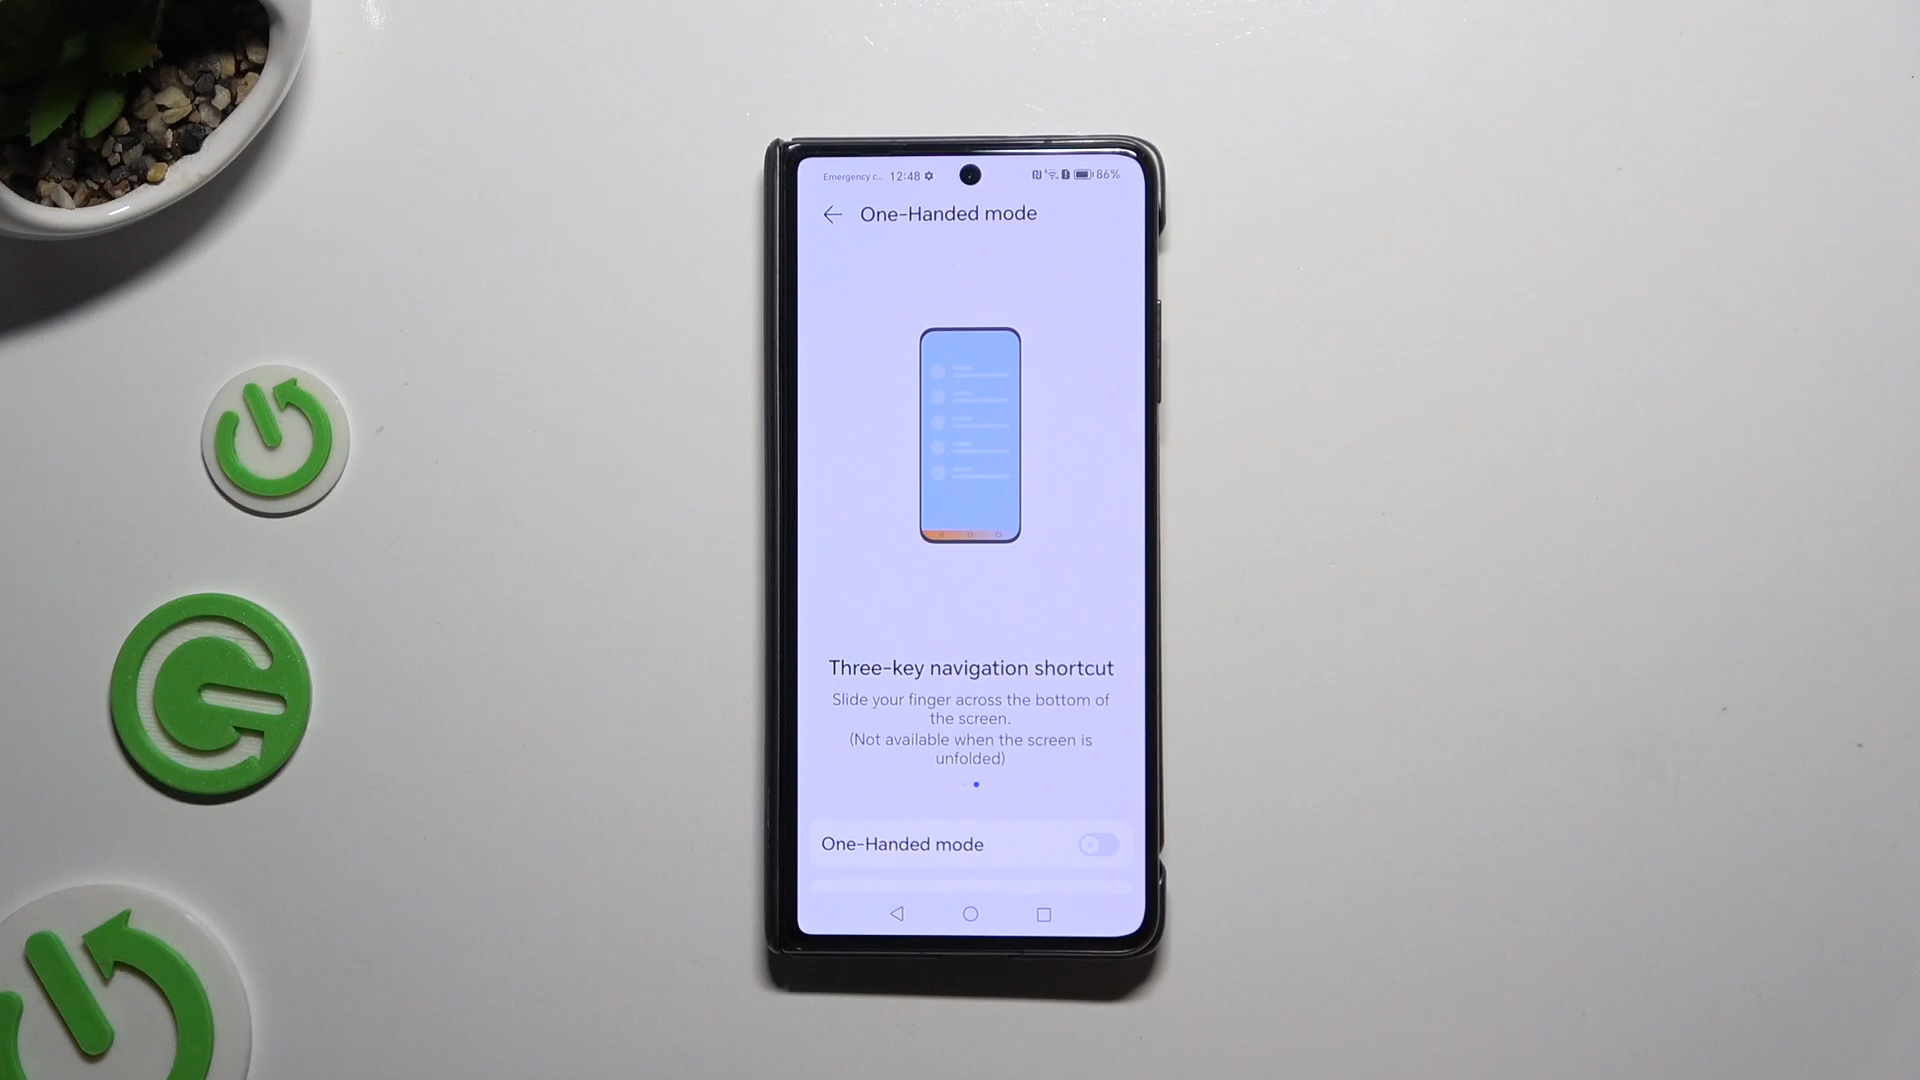 Emergency c... 12:48 86%
One-Handed mode
Three-key navigation shortcut
Slide your finger across the bottom of
the screen.
(Not available when the screen is
unfolded)
One-Handed mode